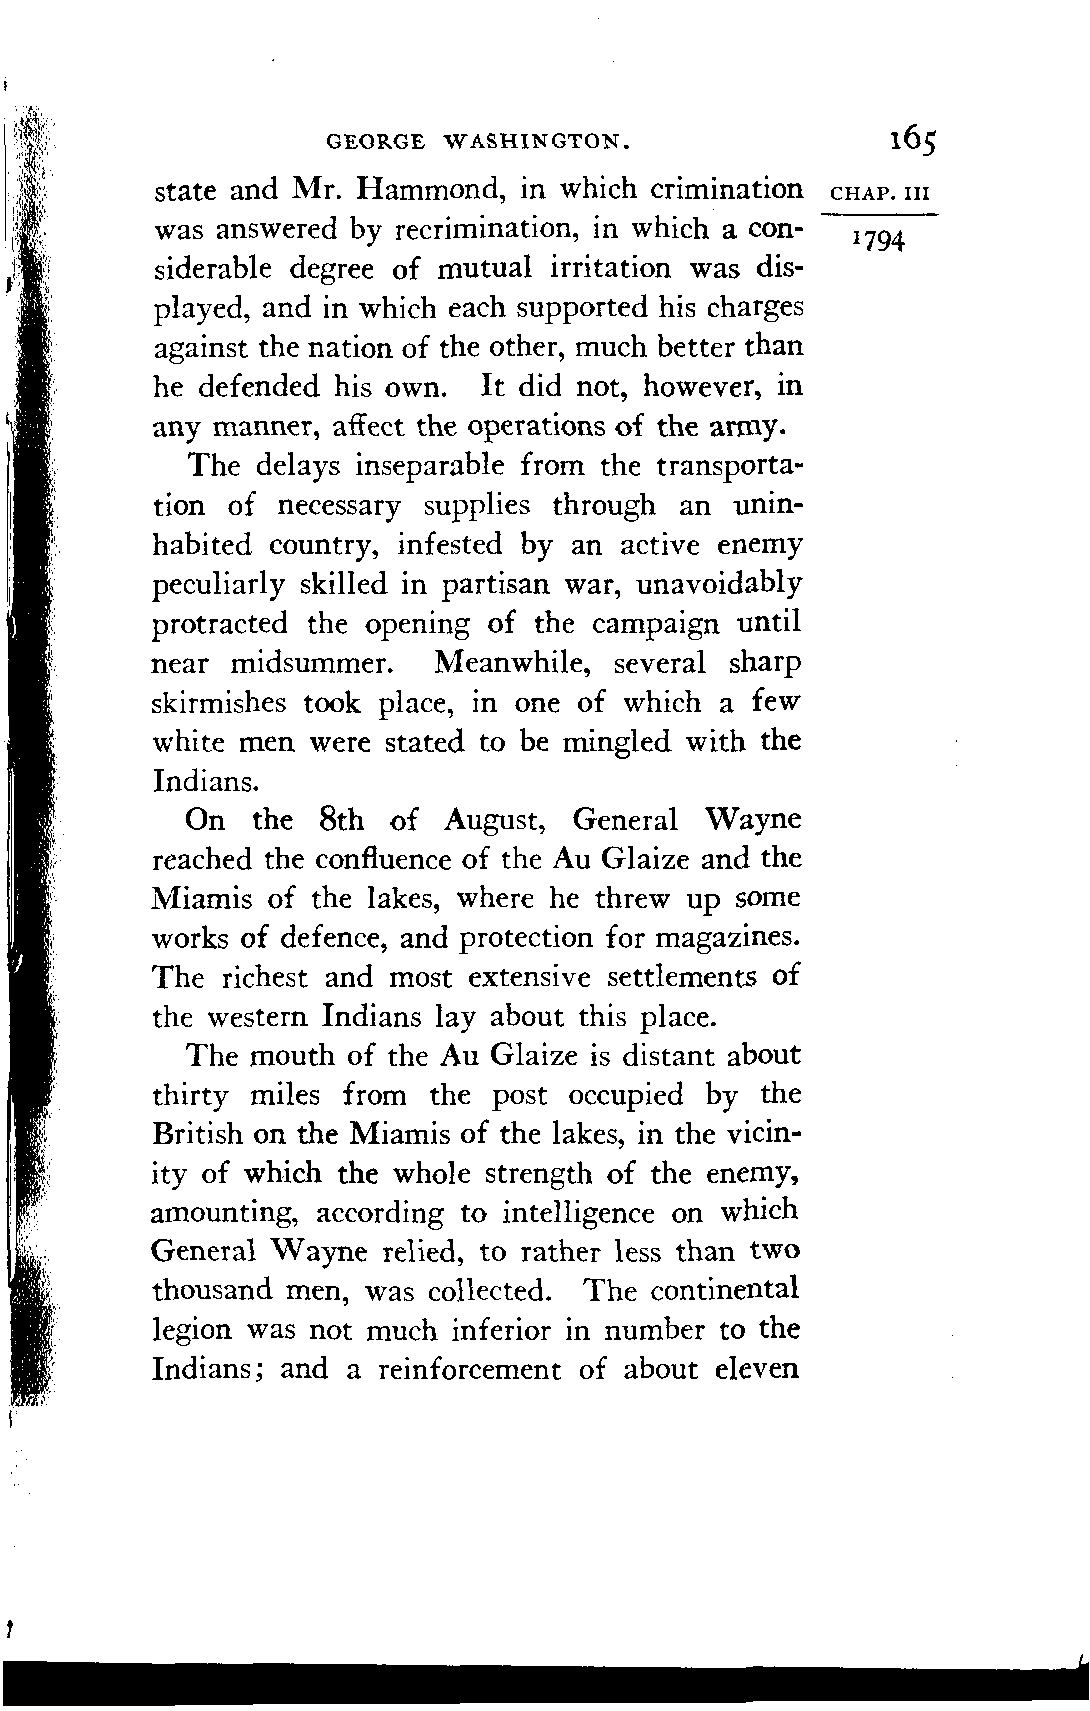 GEORGE WASHINGTON. 165
state and Mr. Hammond, in which crimination
CHAP. III
was answered by recrimination, in which a con-
1794
siderable degree of mutual irritation was dis-
played, and in which each supported his charges
against the nation of the other, much better than
he defended his own. It did not, however, in
any manner, affect the operations of the army.
The delays inseparable from the transporta-
tion of necessary supplies through an unin-
habited country, infested by an active enemy
peculiarly skilled in partisan war, unavoidably
protracted the opening of the campaign until
near midsummer. Meanwhile, several sharp
skirmishes took place, in one of which a few
white men were stated to be mingled with the
Indians.
On the 8th of August, General Wayne
reached the confluence of the Au Glaize and the
Miamis of the lakes, where he threw up some
works of defence, and protection for magazines.
The richest and most extensive settlements of
the western Indians lay about this place.
The mouth of the Au Glaize is distant about
thirty miles from the post occupied by the
British on the Miamis of the lakes, in the vicin-
ity of which the whole strength of the enemy,
amounting, according to intelligence on which
General Wayne relied, to rather less than two
thousand men, was collected. The continental
legion was not much inferior in number to the
Indians; and a reinforcement of about eleven